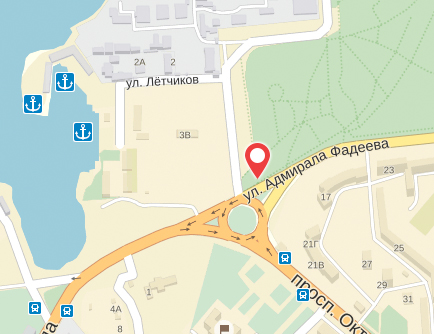 2А
2
ул. Лётчиков
3В
ул. Адмирала Фадеева
23
17
21Г
27
25
21В
29
31
1
4А
8
просп. Окт
ла